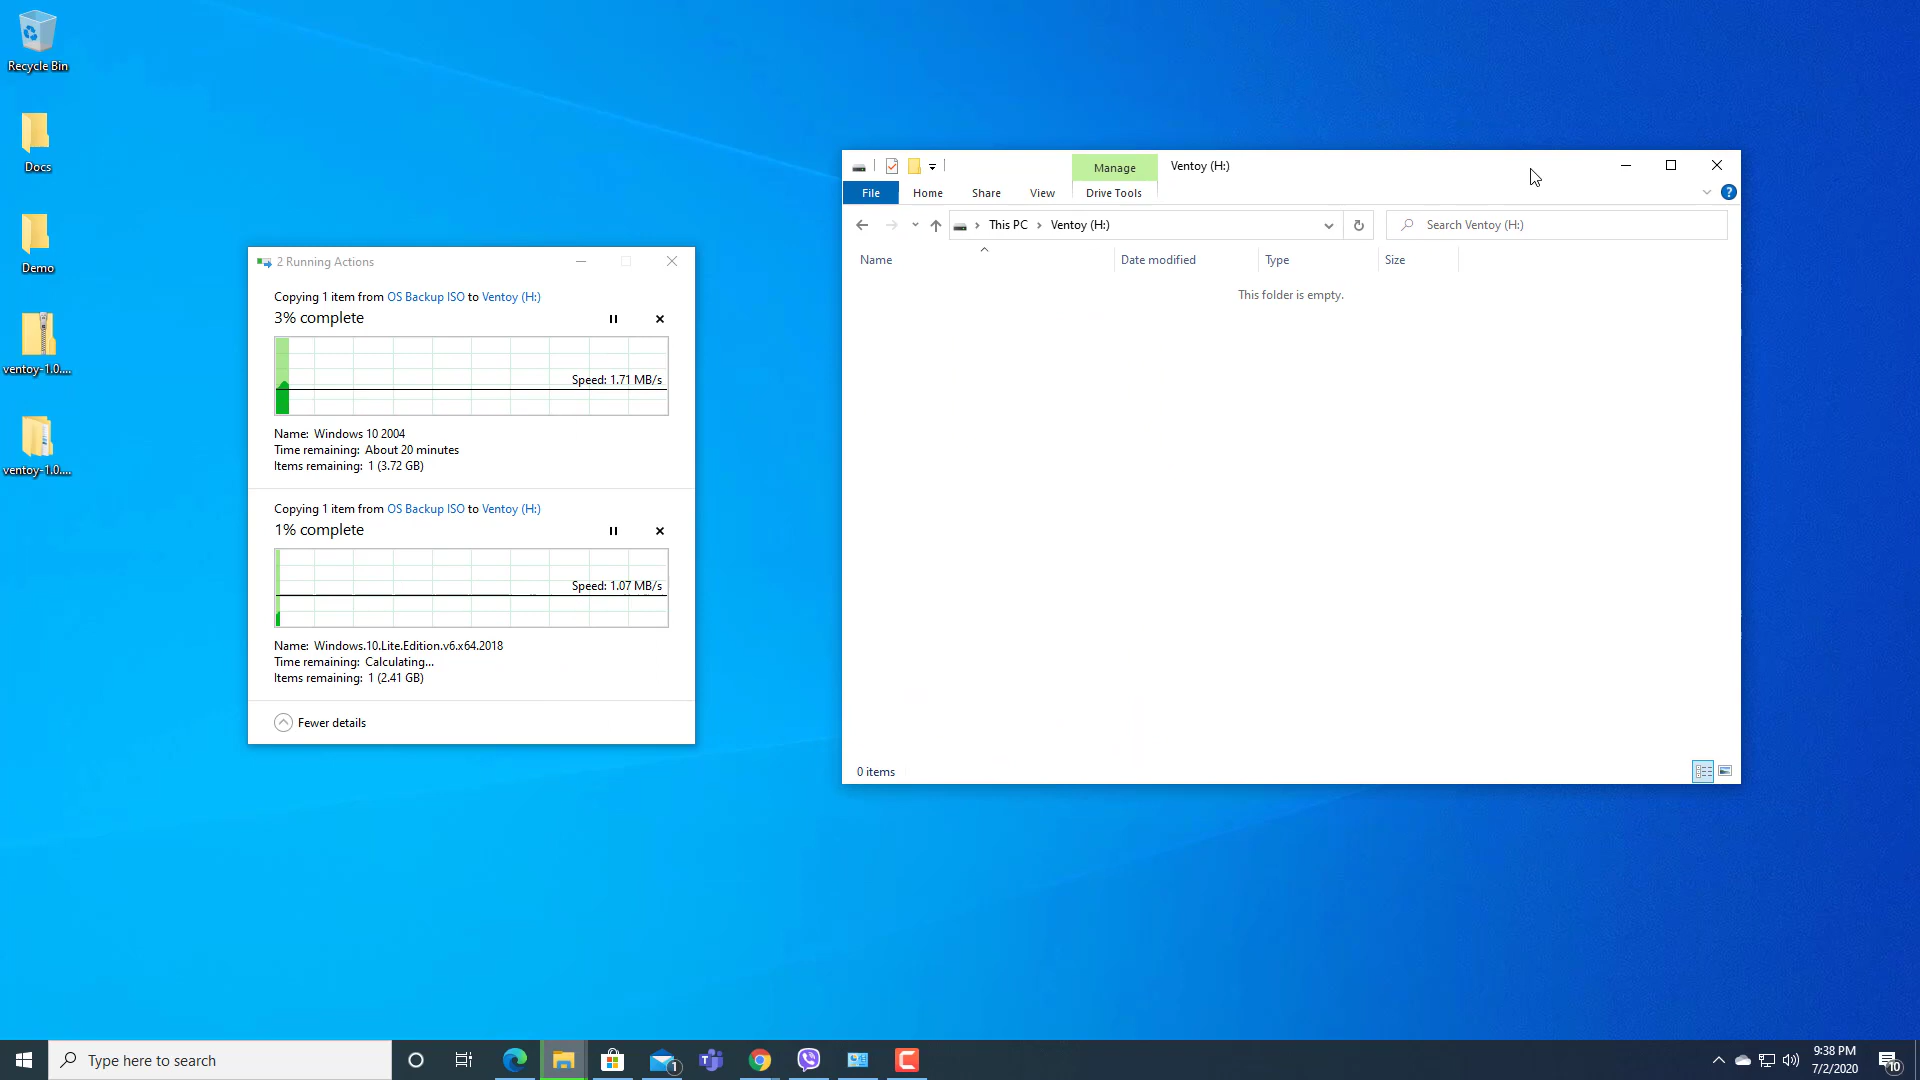 Recycle Bin
Docs
Demo
ventoy-1.0....
ventoy-1.0....
2 Running Actions
Copying 1 item from OS Backup ISO to Ventoy (H:)
3% complete
Speed: 1.71 MB/s
Name: Windows 10 2004
Time remaining: About 20 minutes
Items remaining: 1 (3.72 GB)
Copying 1 item from OS Backup ISO to Ventoy (H:)
1% complete
Speed: 1.07 MB/s
Name: Windows.10.Lite.Edition.v6.x64.2018
Time remaining: Calculating...
Items remaining: 1 (2.41 GB)
Fewer details
Manage
Ventoy (H:)
File Home Share View Drive Tools
?
This PC Ventoy (H:)
Search Ventoy (H:)
Name Date modified Type Size
This folder is empty.
0 items
Type here to search
1
9:38 PM
7/2/2020
10